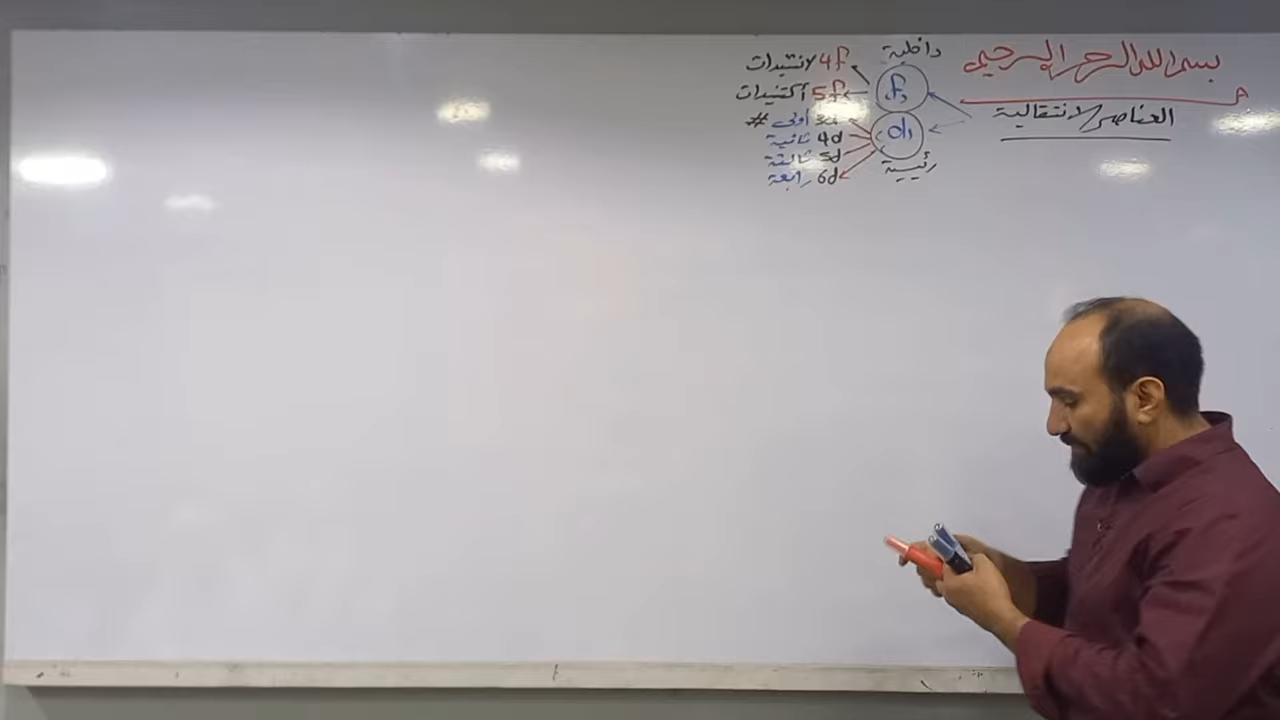 بسم الله الرحمن الرحيم
العناصر الانتقالية
داخلية
f
4f لانثنيدات
5f أكتنيدات
d
رئيسية
3d أولى #
4d ثانية
5d ثالثة
6d رابعة